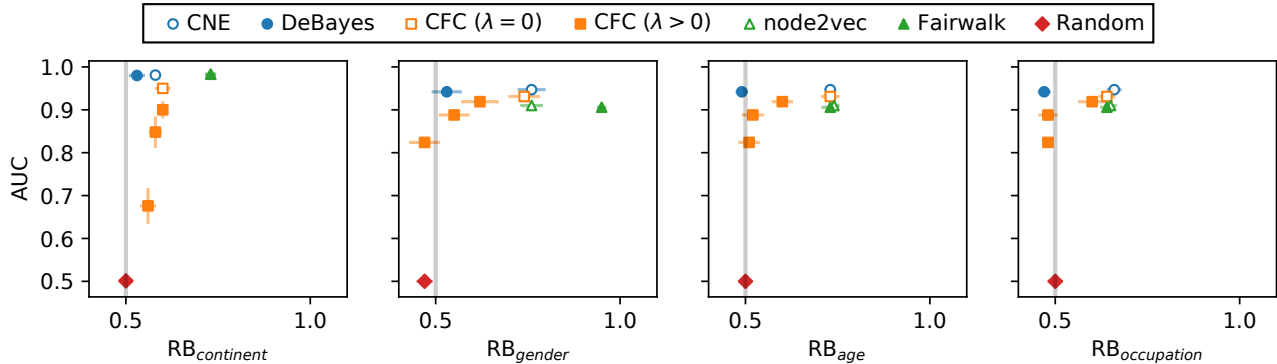 CNE DeBayes CFC (λ = 0) CFC (λ > 0) node2vec Fairwalk Random
AUC
1.0
0.9
0.8
0.7
0.6
0.5
0.5 1.0 0.5 1.0 0.5 1.0 0.5 1.0
RB_continent RB_gender RB_age RB_occupation